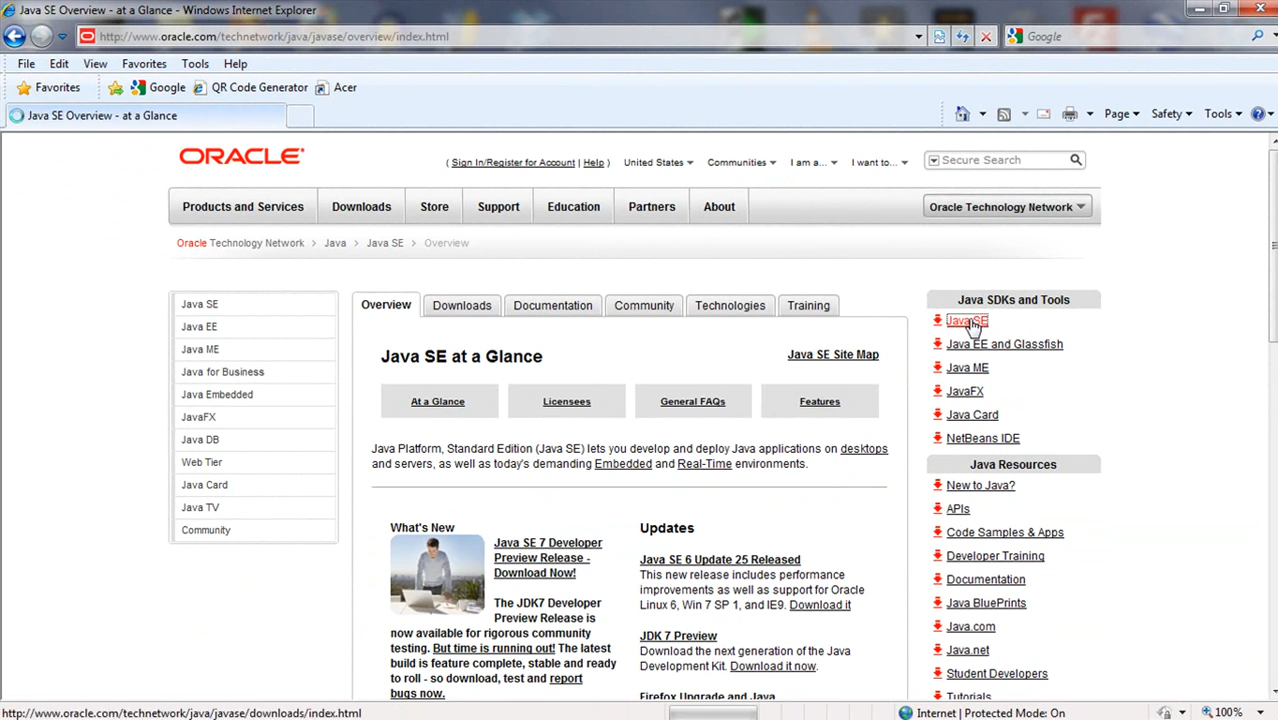 Java SE Overview - at a Glance - Windows Internet Explorer
http://www.oracle.com/technetwork/java/javase/overview/index.html
Google
File Edit View Favorites Tools Help
Favorites Google QR Code Generator Acer
Java SE Overview - at a Glance
Page Safety Tools
ORACLE
( Sign In/Register for Account | Help ) United States Communities I am a... I want to... Secure Search
Products and Services Downloads Store Support Education Partners About Oracle Technology Network
Oracle Technology Network > Java > Java SE > Overview
Java SE
Java EE
Java ME
Java for Business
Java Embedded
JavaFX
Java DB
Web Tier
Java Card
Java TV
Community
Overview Downloads Documentation Community Technologies Training
Java SE at a Glance
Java SE Site Map
At a Glance Licensees General FAQs Features
Java Platform, Standard Edition (Java SE) lets you develop and deploy Java applications on desktops
and servers, as well as today's demanding Embedded and Real-Time environments.
What's New
Java SE 7 Developer
Preview Release -
Download Now!
The JDK7 Developer
Preview Release is
now available for rigorous community
testing. But time is running out! The latest
build is feature complete, stable and ready
to roll - so download, test and report
bugs now.
Updates
Java SE 6 Update 25 Released
This new release includes performance
improvements as well as support for Oracle
Linux 6, Win 7 SP 1, and IE9. Download it
JDK 7 Preview
Download the next generation of the Java
Development Kit. Download it now.
Firefox Upgrade and Java
Java SDKs and Tools
Java SE
Java EE and Glassfish
Java ME
JavaFX
Java Card
NetBeans IDE
Java Resources
New to Java?
APIs
Code Samples & Apps
Developer Training
Documentation
Java BluePrints
Java.com
Java.net
Student Developers
Tutorials
http://www.oracle.com/technetwork/java/javase/downloads/index.html
Internet | Protected Mode: On
100%